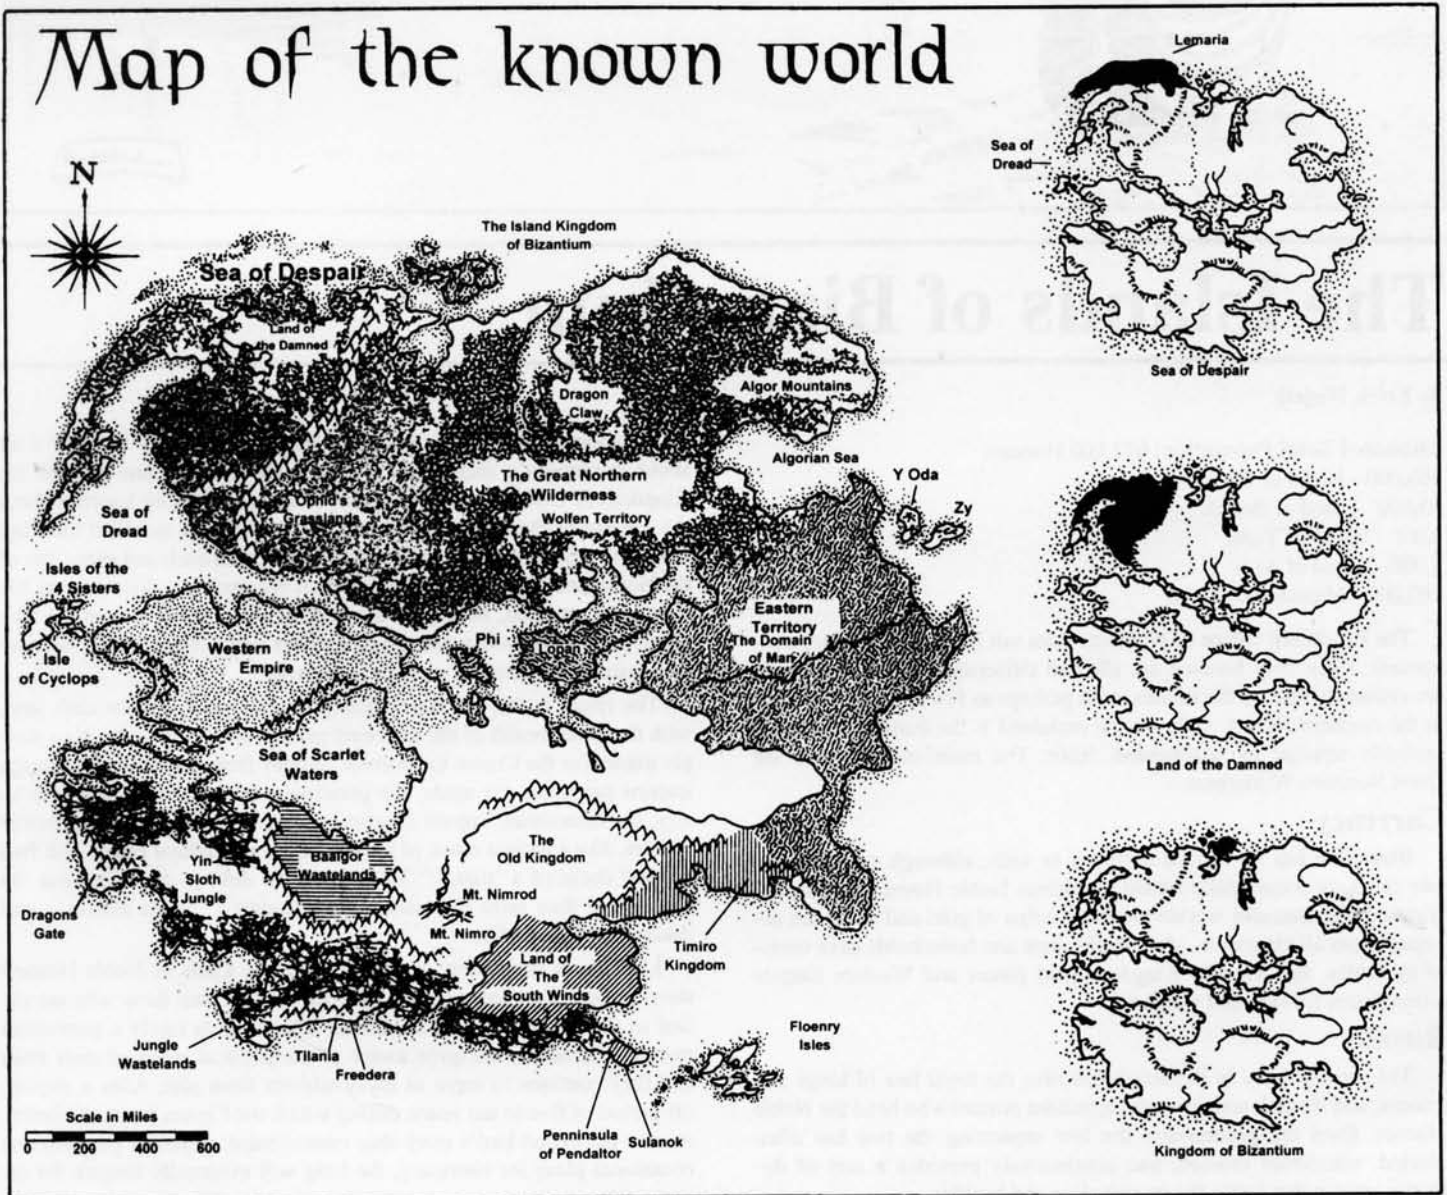 Map of the known world
Lemaria
Sea of
Dread
Sea of Despair
N
The Island Kingdom
of Bizantium
Sea of Despair
Land of
the Damned
Dragon
Claw
Algor Mountains
Algorian Sea
The Great Northern
Wilderness
Wolfen Territory
Ophid's
Grasslands
Sea of
Dread
Y Oda
Zy
Isles of the
4 Sisters
Isle
of Cyclops
Western
Empire
Phi
Lopan
Eastern
Territory
The Domain
of Man
Land of the Damned
Sea of Scarlet
Waters
The
Old Kingdom
Baalgor
Wastelands
Yin
Sloth
Jungle
Mt. Nimrod
Mt. Nimro
Dragons
Gate
Timiro
Kingdom
Land of
The
South Winds
Floenry
Isles
Jungle
Wastelands
Tilania
Freedera
Scale in Miles
0 200 400 600
Penninsula
of Pendaltor
Sulanok
Kingdom of Bizantium